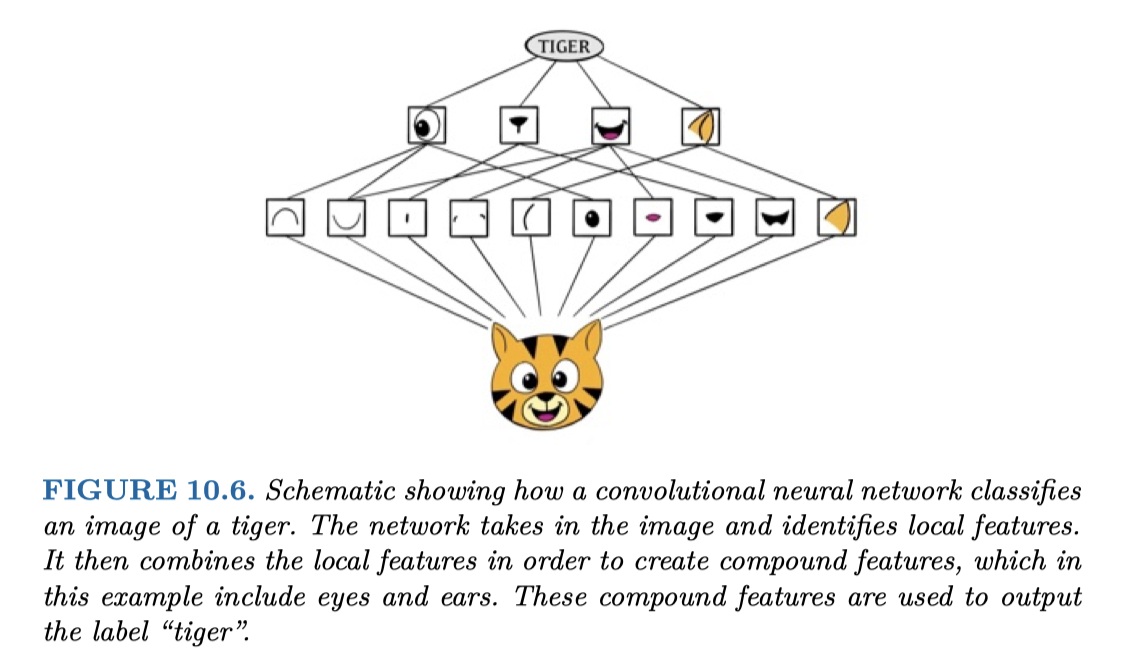 TIGER
FIGURE 10.6. Schematic showing how a convolutional neural network classifies
an image of a tiger. The network takes in the image and identifies local features.
It then combines the local features in order to create compound features, which in
this example include eyes and ears. These compound features are used to output
the label “tiger”.